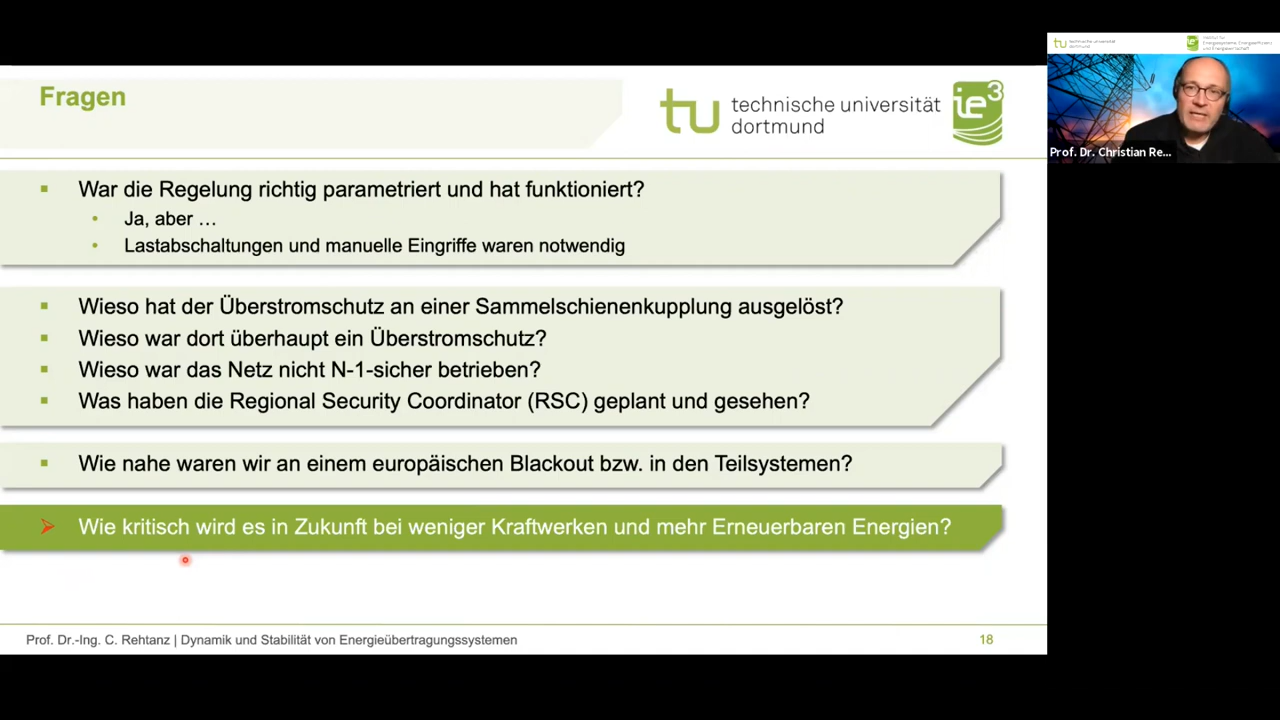 Fragen
technische universität
dortmund
ie³
War die Regelung richtig parametriert und hat funktioniert?
Ja, aber …
Lastabschaltungen und manuelle Eingriffe waren notwendig
Wieso hat der Überstromschutz an einer Sammelschienenkupplung ausgelöst?
Wieso war dort überhaupt ein Überstromschutz?
Wieso war das Netz nicht N-1-sicher betrieben?
Was haben die Regional Security Coordinator (RSC) geplant und gesehen?
Wie nahe waren wir an einem europäischen Blackout bzw. in den Teilsystemen?
Wie kritisch wird es in Zukunft bei weniger Kraftwerken und mehr Erneuerbaren Energien?
Prof. Dr.-Ing. C. Rehtanz | Dynamik und Stabilität von Energieübertragungssystemen
18
technische universität
dortmund
Prof. Dr. Christian Re...